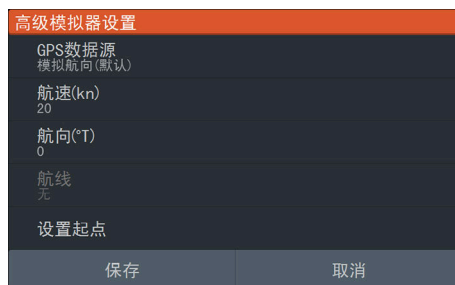 高级模拟器设置
GPS数据源
模拟航向(默认)
航速(kn)
20
航向(°T)
0
航线
无
设置起点
保存
取消